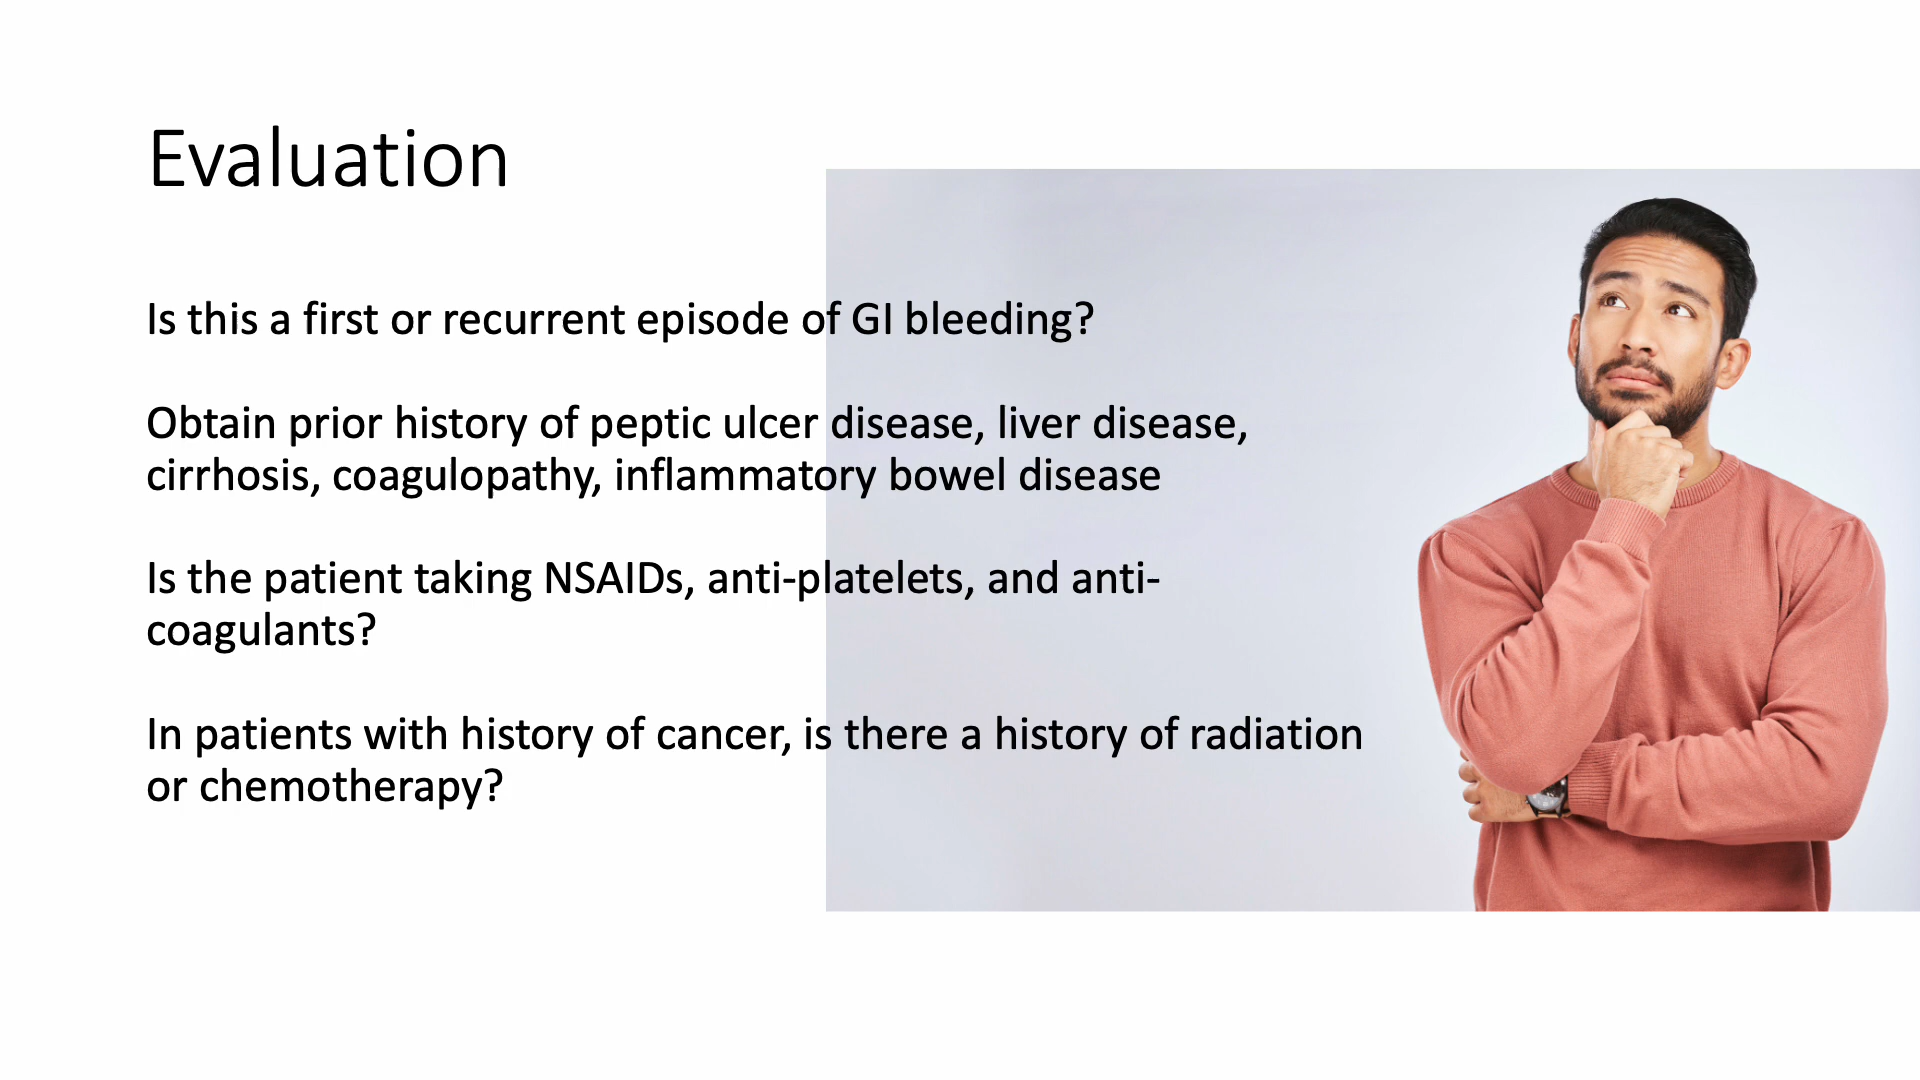 Evaluation
Is this a first or recurrent episode of GI bleeding?
Obtain prior history of peptic ulcer disease, liver disease,
cirrhosis, coagulopathy, inflammatory bowel disease
Is the patient taking NSAIDs, anti-platelets, and anti-
coagulants?
In patients with history of cancer, is there a history of radiation
or chemotherapy?